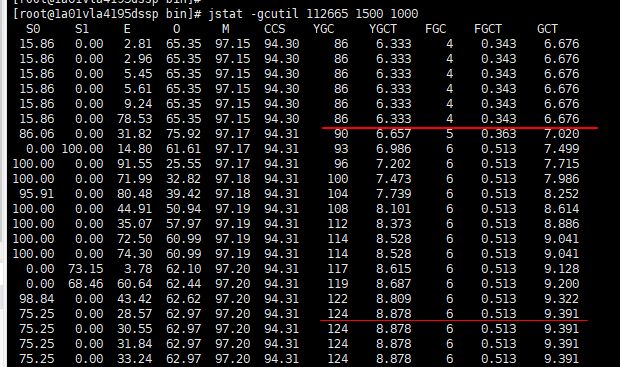 [root@1a01vla4195dssp bin]#
[root@1a01vla4195dssp bin]# jstat -gcutil 112665 1500 1000
S0 S1 E O M CCS YGC YGCT FGC FGCT GCT
15.86 0.00 2.81 65.35 97.15 94.30 86 6.333 4 0.343 6.676
15.86 0.00 2.96 65.35 97.15 94.30 86 6.333 4 0.343 6.676
15.86 0.00 5.45 65.35 97.15 94.30 86 6.333 4 0.343 6.676
15.86 0.00 5.61 65.35 97.15 94.30 86 6.333 4 0.343 6.676
15.86 0.00 9.24 65.35 97.15 94.30 86 6.333 4 0.343 6.676
15.86 0.00 78.53 65.35 97.15 94.30 86 6.333 4 0.343 6.676
86.06 0.00 31.82 75.92 97.17 94.31 90 6.657 5 0.363 7.020
0.00 100.00 14.80 61.61 97.17 94.31 93 6.986 6 0.513 7.499
100.00 0.00 91.55 25.55 97.17 94.31 96 7.202 6 0.513 7.715
100.00 0.00 71.99 32.82 97.18 94.31 100 7.473 6 0.513 7.986
95.91 0.00 80.48 39.42 97.18 94.31 104 7.739 6 0.513 8.252
100.00 0.00 44.91 50.94 97.19 94.31 108 8.101 6 0.513 8.614
100.00 0.00 35.07 57.97 97.19 94.31 112 8.373 6 0.513 8.886
100.00 0.00 72.50 60.99 97.19 94.31 114 8.528 6 0.513 9.041
100.00 0.00 74.30 60.99 97.19 94.31 114 8.528 6 0.513 9.041
0.00 73.15 3.78 62.10 97.20 94.31 117 8.615 6 0.513 9.128
0.00 68.46 60.64 62.44 97.20 94.31 119 8.687 6 0.513 9.200
98.84 0.00 43.42 62.62 97.20 94.31 122 8.809 6 0.513 9.322
75.25 0.00 28.57 62.97 97.20 94.31 124 8.878 6 0.513 9.391
75.25 0.00 30.55 62.97 97.20 94.31 124 8.878 6 0.513 9.391
75.25 0.00 31.84 62.97 97.20 94.31 124 8.878 6 0.513 9.391
75.25 0.00 33.24 62.97 97.20 94.31 124 8.878 6 0.513 9.391